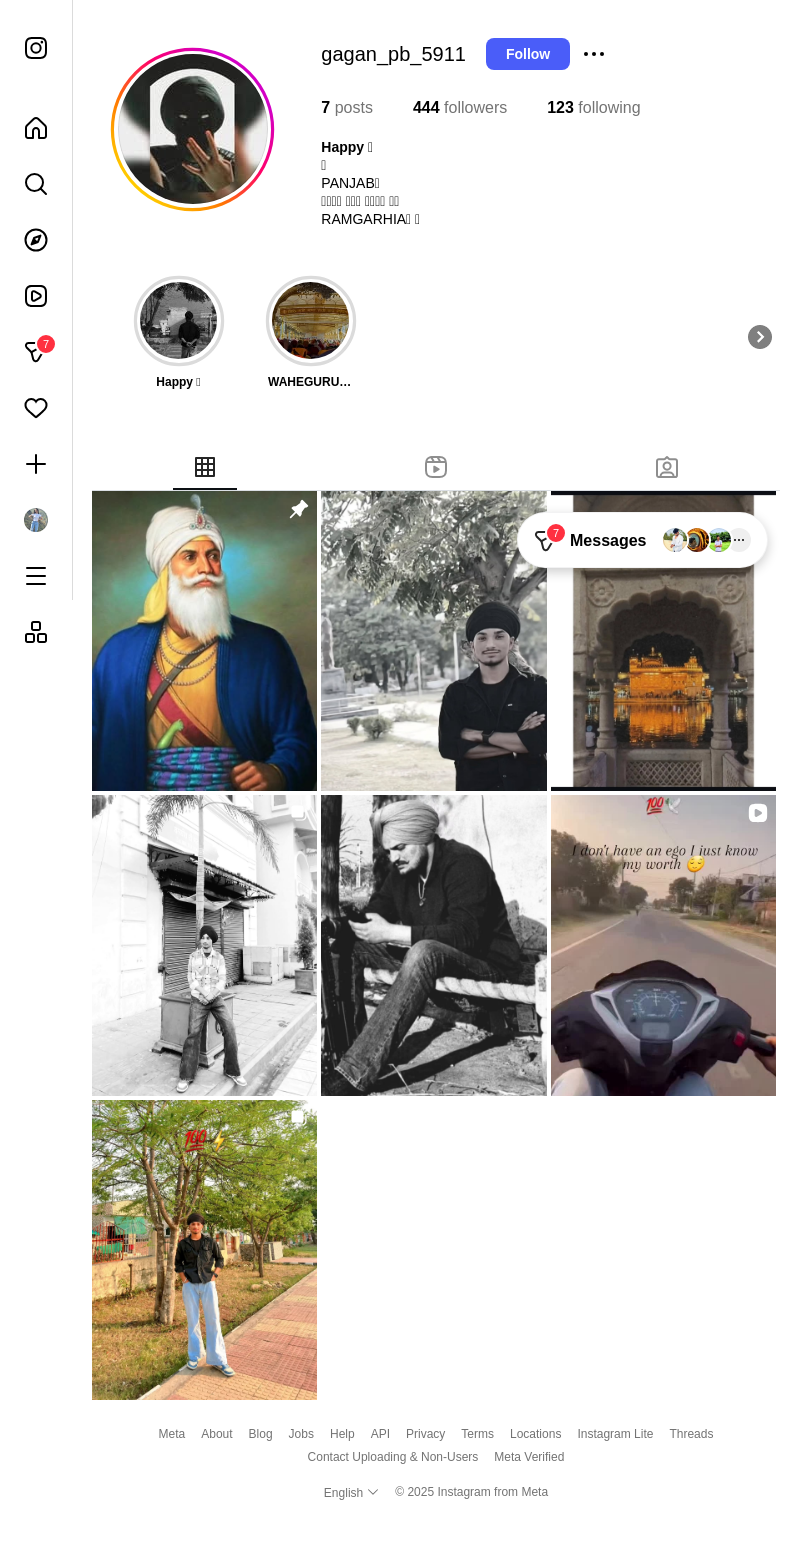 gagan_pb_5911
Follow
7 posts 444 followers 123 following
Happy
PANJAB
RAMGARHIA
Happy
WAHEGURU…
7
7
Messages
💯🕊️
I don't have an ego I just know
my worth 😌
💯⚡
Meta About Blog Jobs Help API Privacy Terms Locations Instagram Lite Threads
Contact Uploading & Non-Users Meta Verified
English © 2025 Instagram from Meta